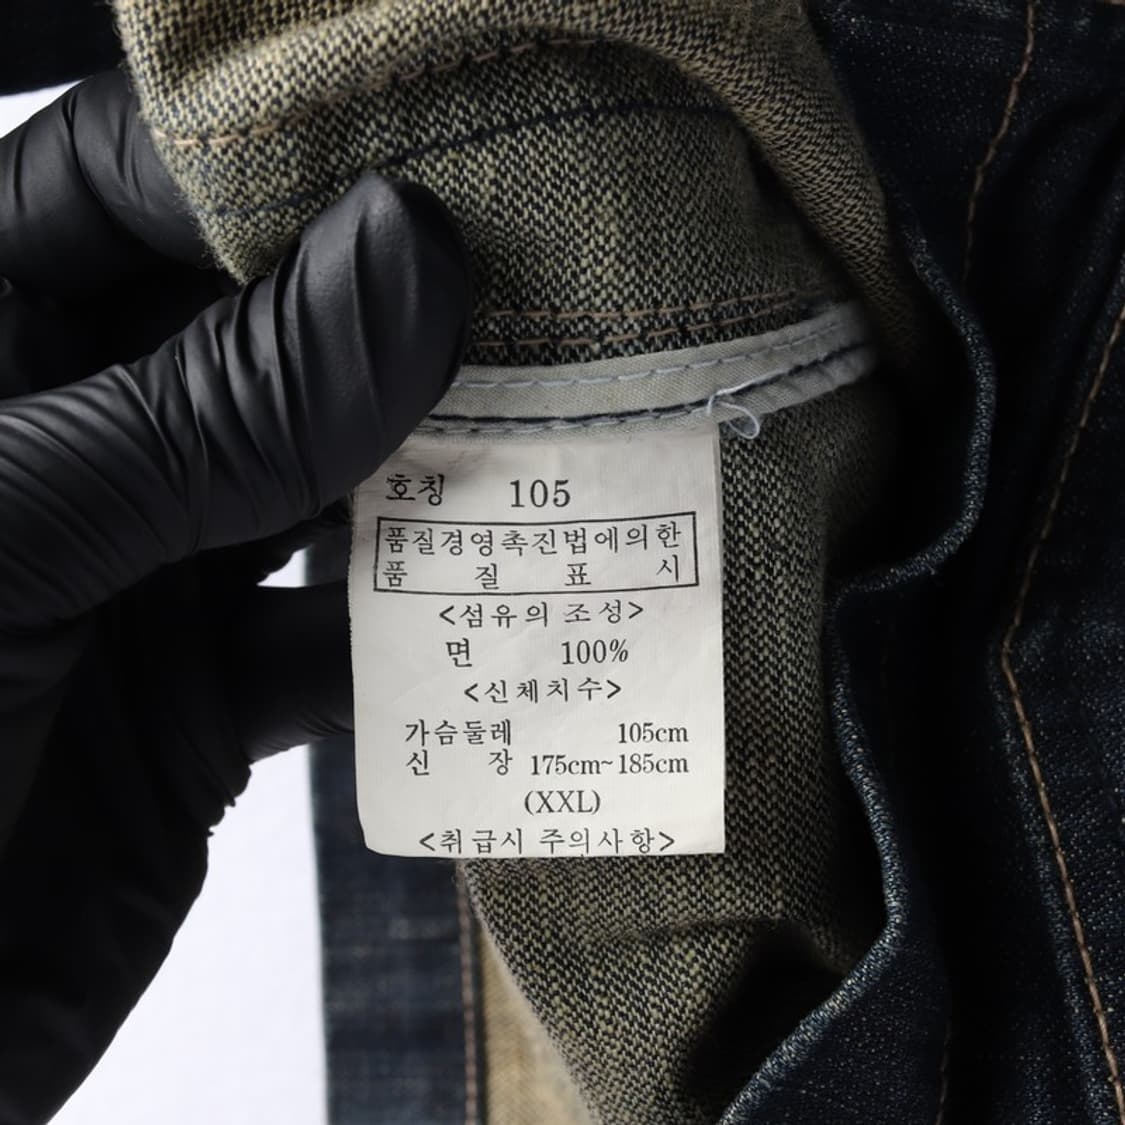 호칭 105
품질경영촉진법에의한
품 질 표 시
<섬유의 조성>
면 100%
<신체치수>
가슴둘레 105cm
신 장 175cm~185cm
(XXL)
<취급시 주의사항>